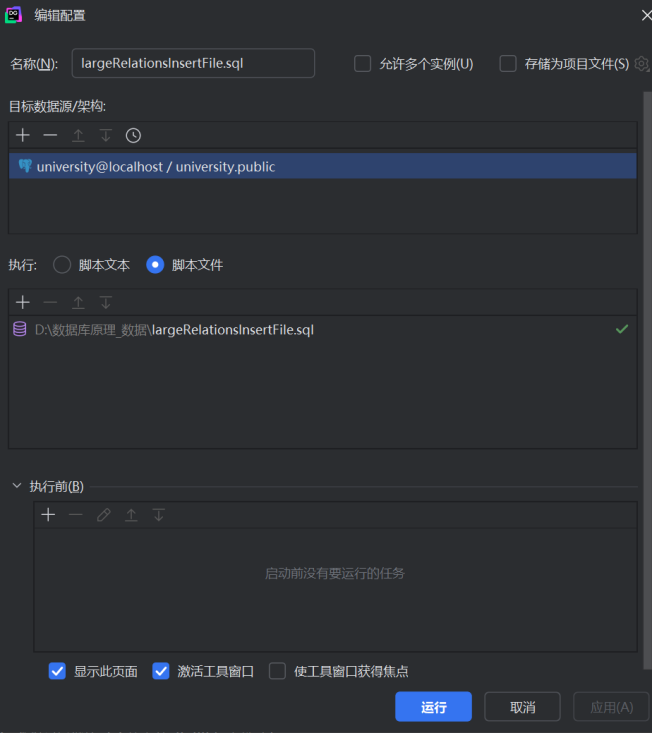 编辑配置
名称(N): largeRelationsInsertFile.sql 允许多个实例(U) 存储为项目文件(S)
目标数据源/架构:
university@localhost / university.public
执行: 脚本文本 脚本文件
D:\数据库原理_数据\largeRelationsInsertFile.sql
执行前(B)
启动前没有要运行的任务
显示此页面 激活工具窗口 使工具窗口获得焦点
运行 取消 应用(A)